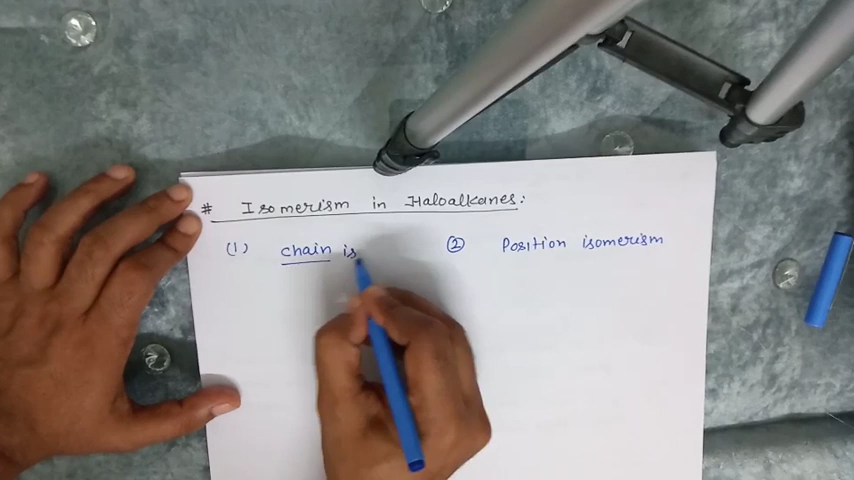 # Isomerism in Haloalkanes:
(1) chain is ② Position isomerism